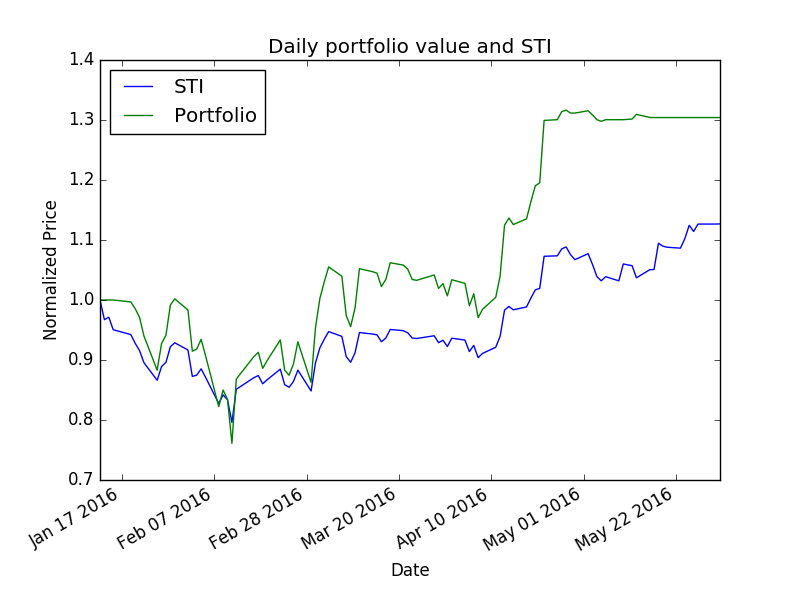 Daily portfolio value and STI
1.4
1.3
1.2
1.1
1.0
0.9
0.8
0.7
STI
Portfolio
Normalized Price
Jan 17 2016
Feb 07 2016
Feb 28 2016
Mar 20 2016
Apr 10 2016
May 01 2016
May 22 2016
Date